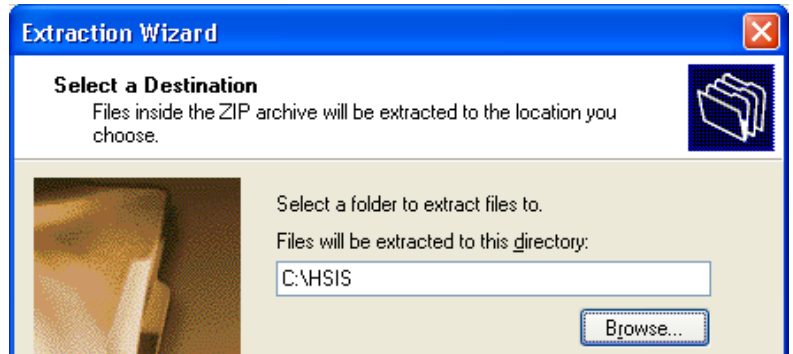 Extraction Wizard
Select a Destination
Files inside the ZIP archive will be extracted to the location you
choose.
Select a folder to extract files to.
Files will be extracted to this directory:
C:\HSIS
Browse...